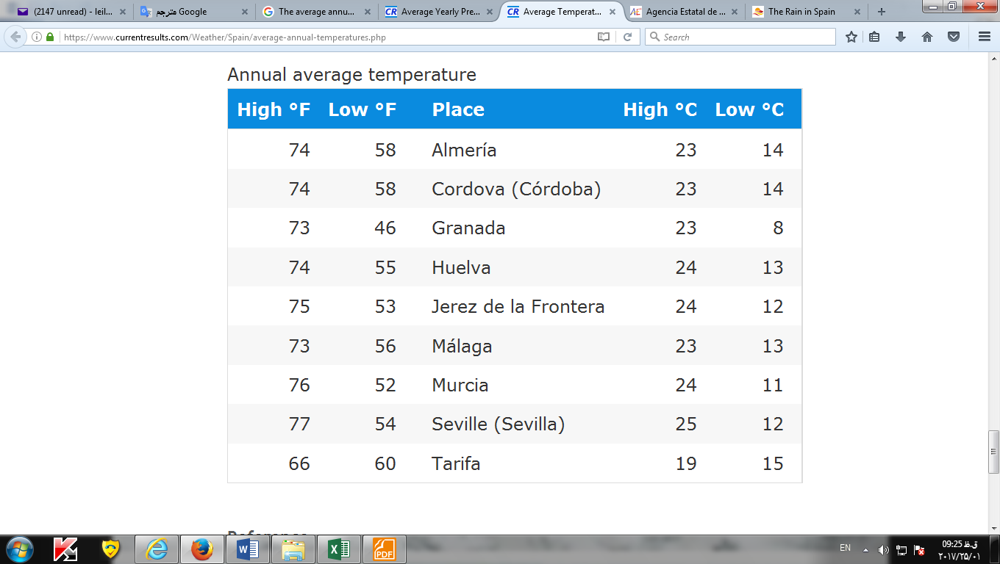 (2147 unread) - leil...
مترجم Google
The average annu...
Average Yearly Pre...
Average Temperat...
Agencia Estatal de ...
The Rain in Spain
https://www.currentresults.com/Weather/Spain/average-annual-temperatures.php
Search
Annual average temperature
High °F Low °F Place High °C Low °C
74 58 Almería 23 14
74 58 Cordova (Córdoba) 23 14
73 46 Granada 23 8
74 55 Huelva 24 13
75 53 Jerez de la Frontera 24 12
73 56 Málaga 23 13
76 52 Murcia 24 11
77 54 Seville (Sevilla) 25 12
66 60 Tarifa 19 15
EN
09:25 ق.ظ
۲۰۱۷/۲۵/۰۱
PDF